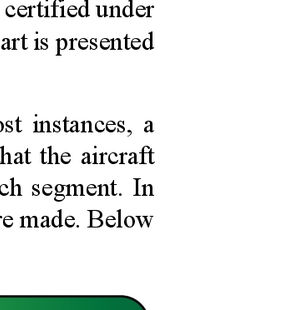 certified under
art is presented
ost instances, a
hat the aircraft
ch segment. In
re made. Below